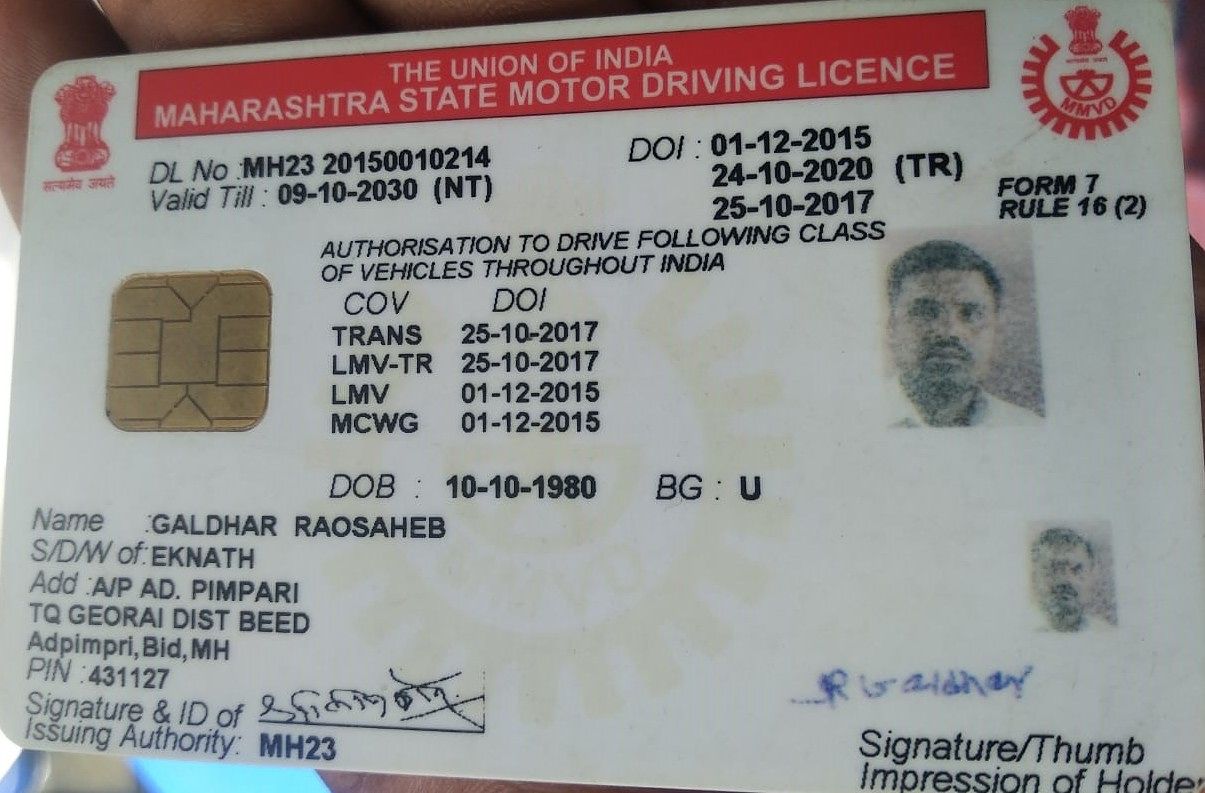 THE UNION OF INDIA
MAHARASHTRA STATE MOTOR DRIVING LICENCE
सत्यमेव जयते
MMVD
DL No :MH23 20150010214 DOI : 01-12-2015
Valid Till : 09-10-2030 (NT) 24-10-2020 (TR)
25-10-2017
FORM 7
RULE 16 (2)
AUTHORISATION TO DRIVE FOLLOWING CLASS
OF VEHICLES THROUGHOUT INDIA
COV DOI
TRANS 25-10-2017
LMV-TR 25-10-2017
LMV 01-12-2015
MCWG 01-12-2015
DOB : 10-10-1980 BG : U
Name :GALDHAR RAOSAHEB
S/D/W of:EKNATH
Add :A/P AD. PIMPARI
TQ GEORAI DIST BEED
Adpimpri,Bid,MH
PIN :431127
Signature & ID of
Issuing Authority: MH23
Signature/Thumb
Impression of Holder